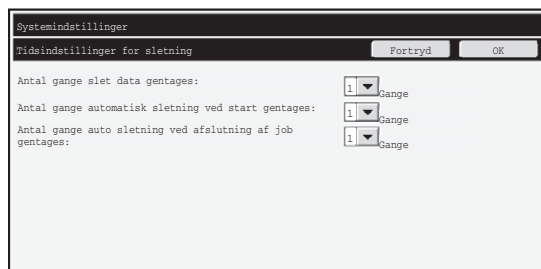 Systemindstillinger
Tidsindstillinger for sletning Fortryd OK
Antal gange slet data gentages: 1 Gange
Antal gange automatisk sletning ved start gentages: 1 Gange
Antal gange auto sletning ved afslutning af job
gentages: 1 Gange